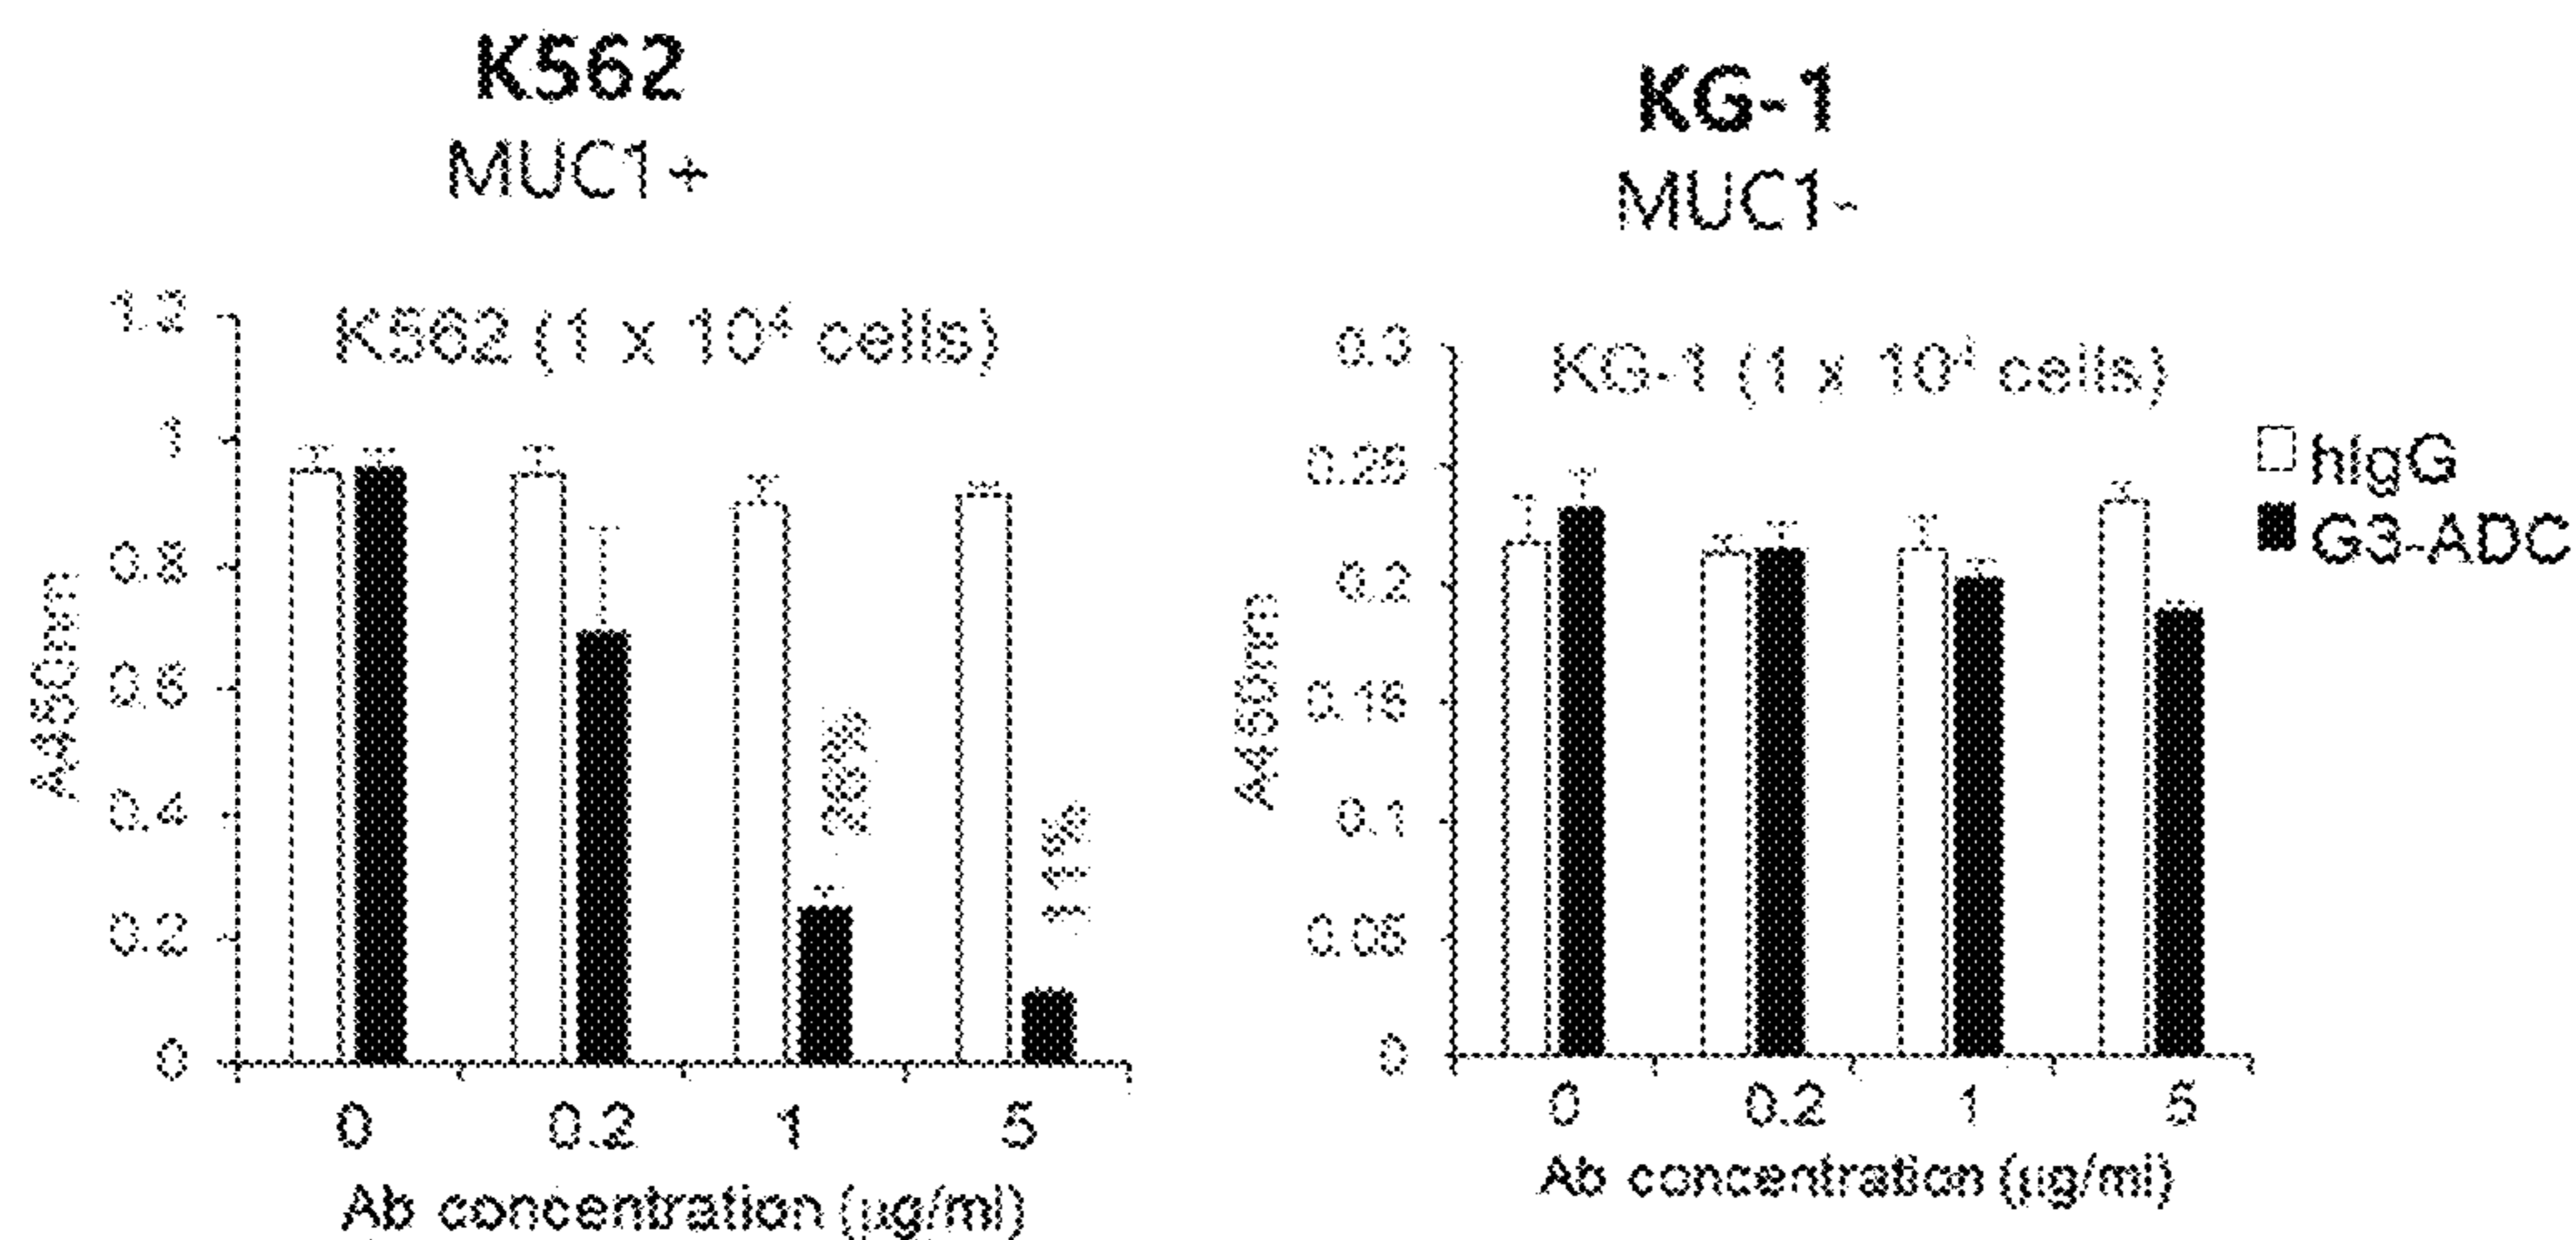 K562
MUC1+
K562 (1 x 10⁴ cells)
1.2
1
0.8
0.6
0.4
0.2
0
A450nm
26%
11%
0 0.2 1 5
Ab concentration (µg/ml)
KG-1
MUC1-
KG-1 (1 x 10⁴ cells)
0.3
0.25
0.2
0.15
0.1
0.05
0
A450nm
0 0.2 1 5
Ab concentration (µg/ml)
hIgG
G3-ADC